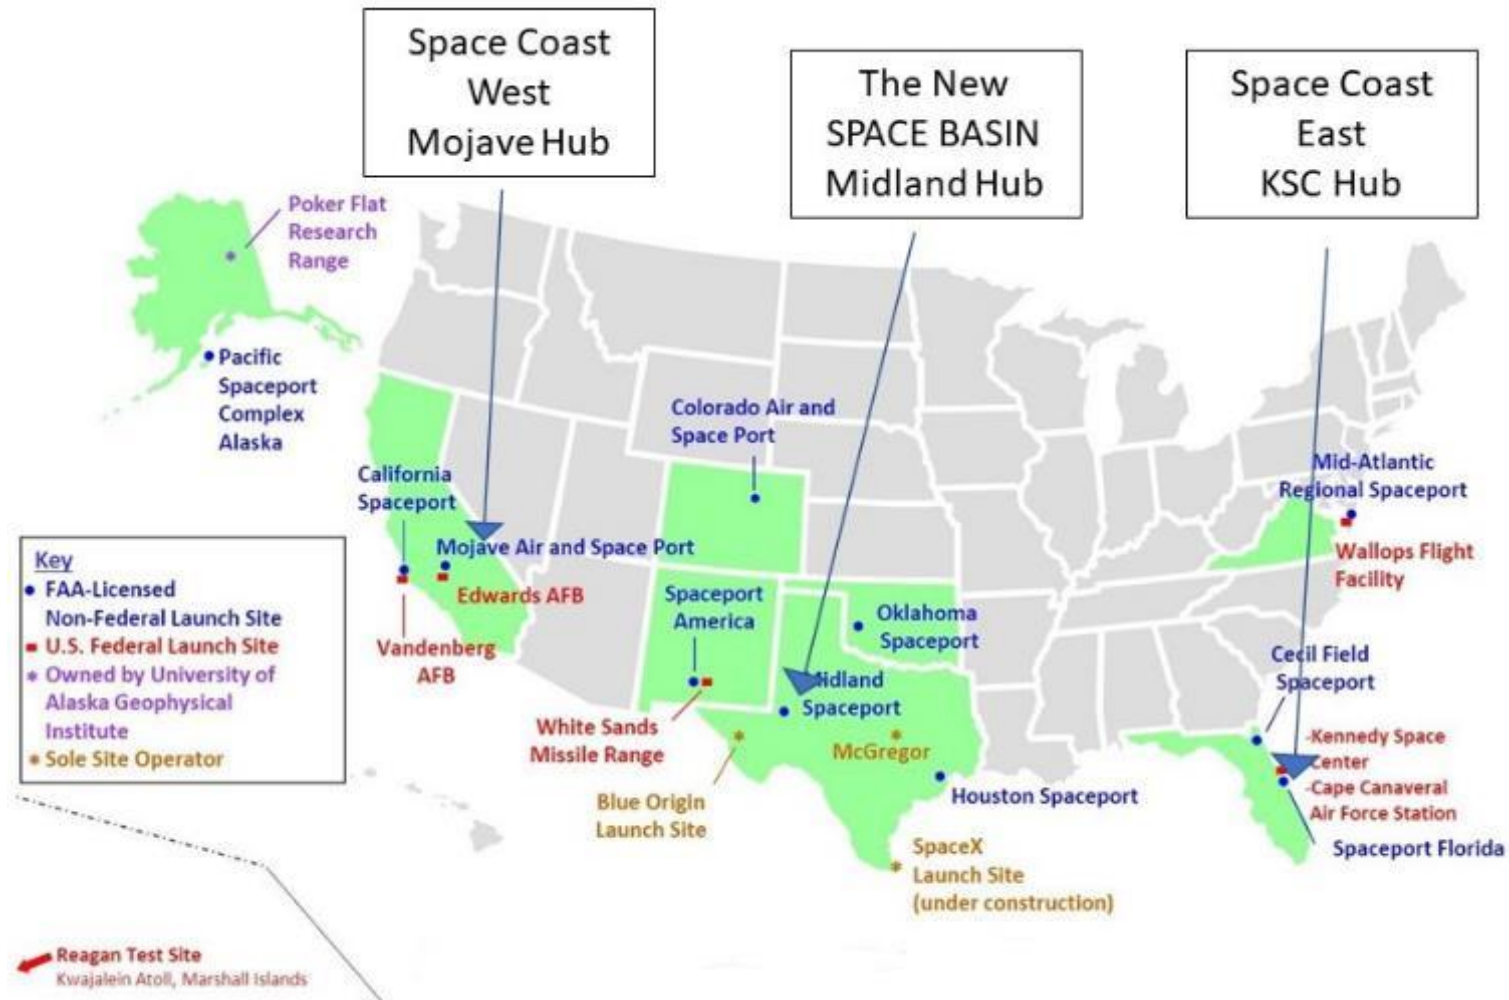 Space Coast
West
Mojave Hub
The New
SPACE BASIN
Midland Hub
Space Coast
East
KSC Hub
Poker Flat
Research
Range
Pacific
Spaceport
Complex
Alaska
Colorado Air and
Space Port
California
Spaceport
Mojave Air and Space Port
Edwards AFB
Vandenberg
AFB
Spaceport
America
White Sands
Missile Range
Oklahoma
Spaceport
Midland
Spaceport
McGregor
Blue Origin
Launch Site
Houston Spaceport
SpaceX
Launch Site
(under construction)
Mid-Atlantic
Regional Spaceport
Wallops Flight
Facility
Cecil Field
Spaceport
-Kennedy Space
Center
-Cape Canaveral
Air Force Station
Spaceport Florida
Key
FAA-Licensed
Non-Federal Launch Site
U.S. Federal Launch Site
Owned by University of
Alaska Geophysical
Institute
Sole Site Operator
Reagan Test Site
Kwajalein Atoll, Marshall Islands